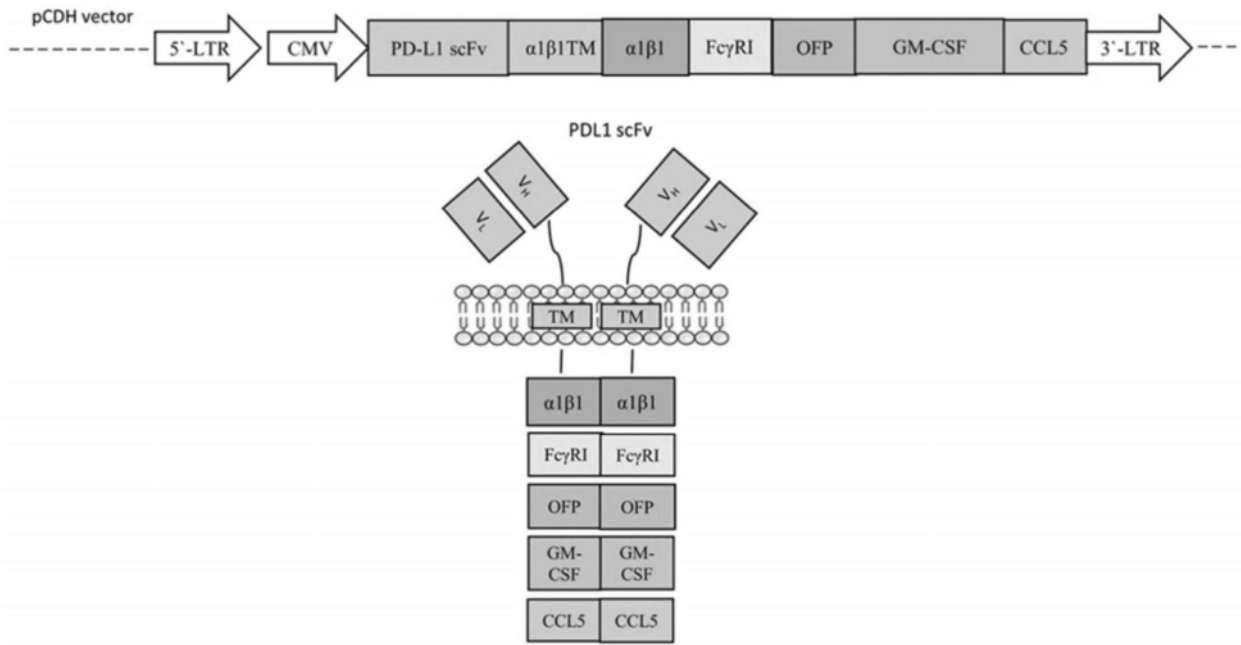 pCDH vector
5`-LTR CMV PD-L1 scFv α1β1TM α1β1 FcγRI OFP GM-CSF CCL5 3`-LTR
PDL1 scFv
VH VH
VL VL
TM TM
α1β1 α1β1
FcγRI FcγRI
OFP OFP
GM- GM-
CSF CSF
CCL5 CCL5